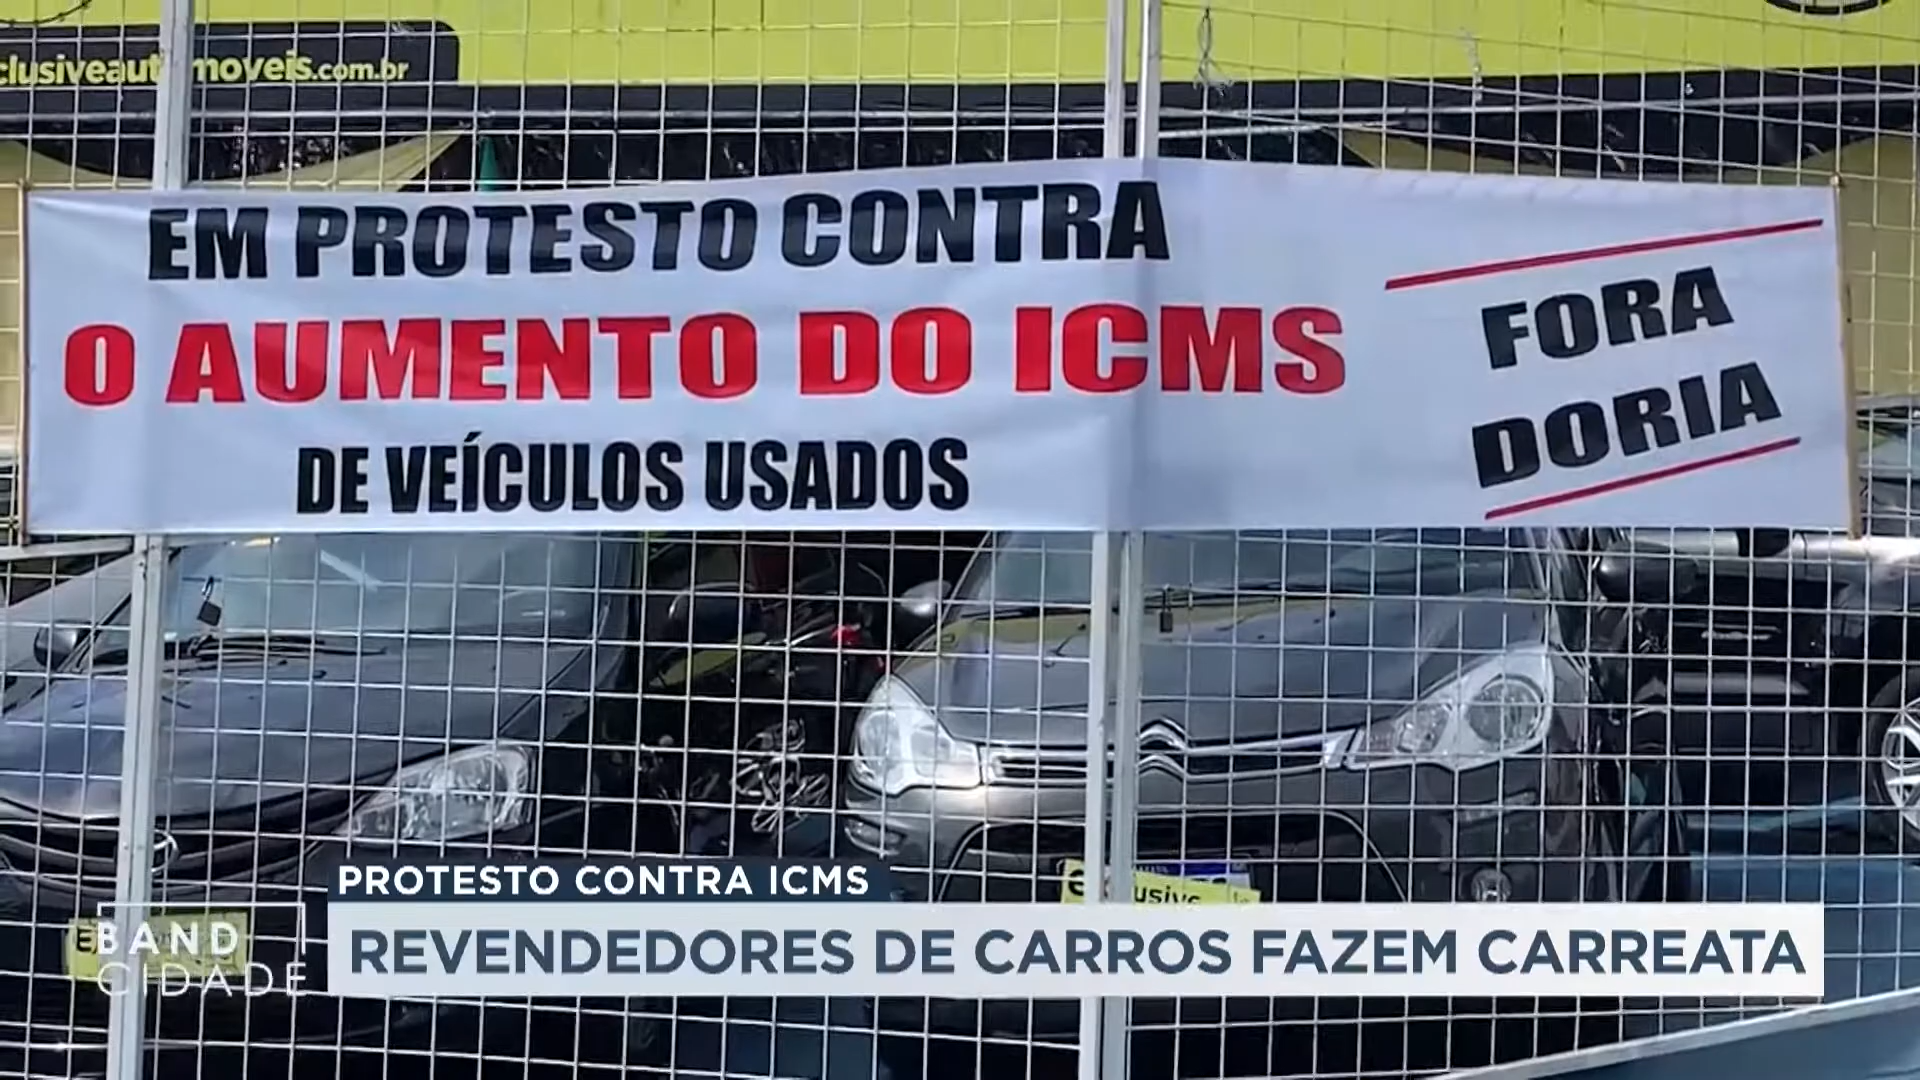 clusiveautomoveis.com.br
EM PROTESTO CONTRA
O AUMENTO DO ICMS
DE VEÍCULOS USADOS
FORA
DORIA
exclusive
PROTESTO CONTRA ICMS
BAND
CIDADE
REVENDEDORES DE CARROS FAZEM CARREATA